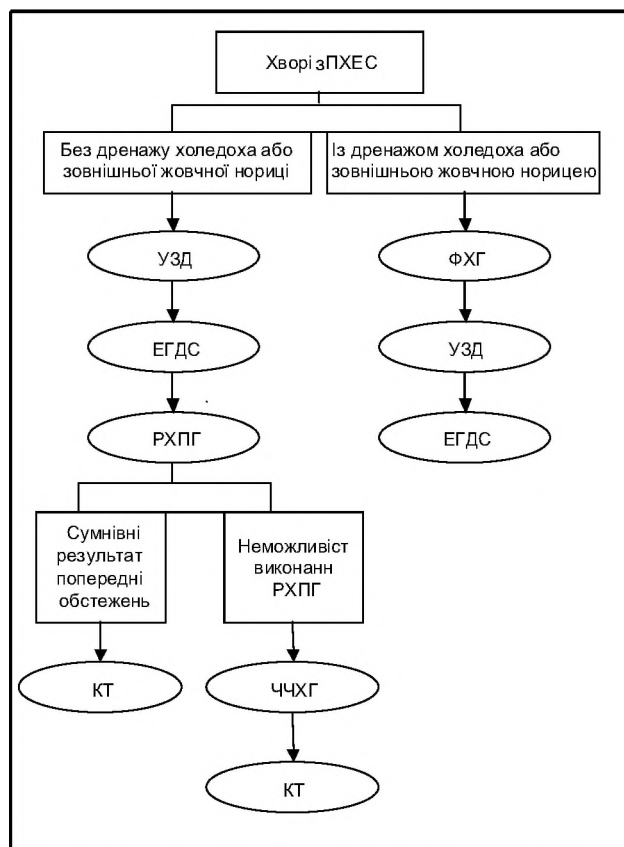 Хворі зПХЕС
Без дренажу холедоха або
зовнішньої жовчної нориці
Із дренажом холедоха або
зовнішньою жовчною норицею
УЗД
ФХГ
ЕГДС
УЗД
РХПГ
ЕГДС
Сумнівні
результат
попередні
обстежень
Неможливіст
виконанн
РХПГ
КТ
ЧЧХГ
КТ